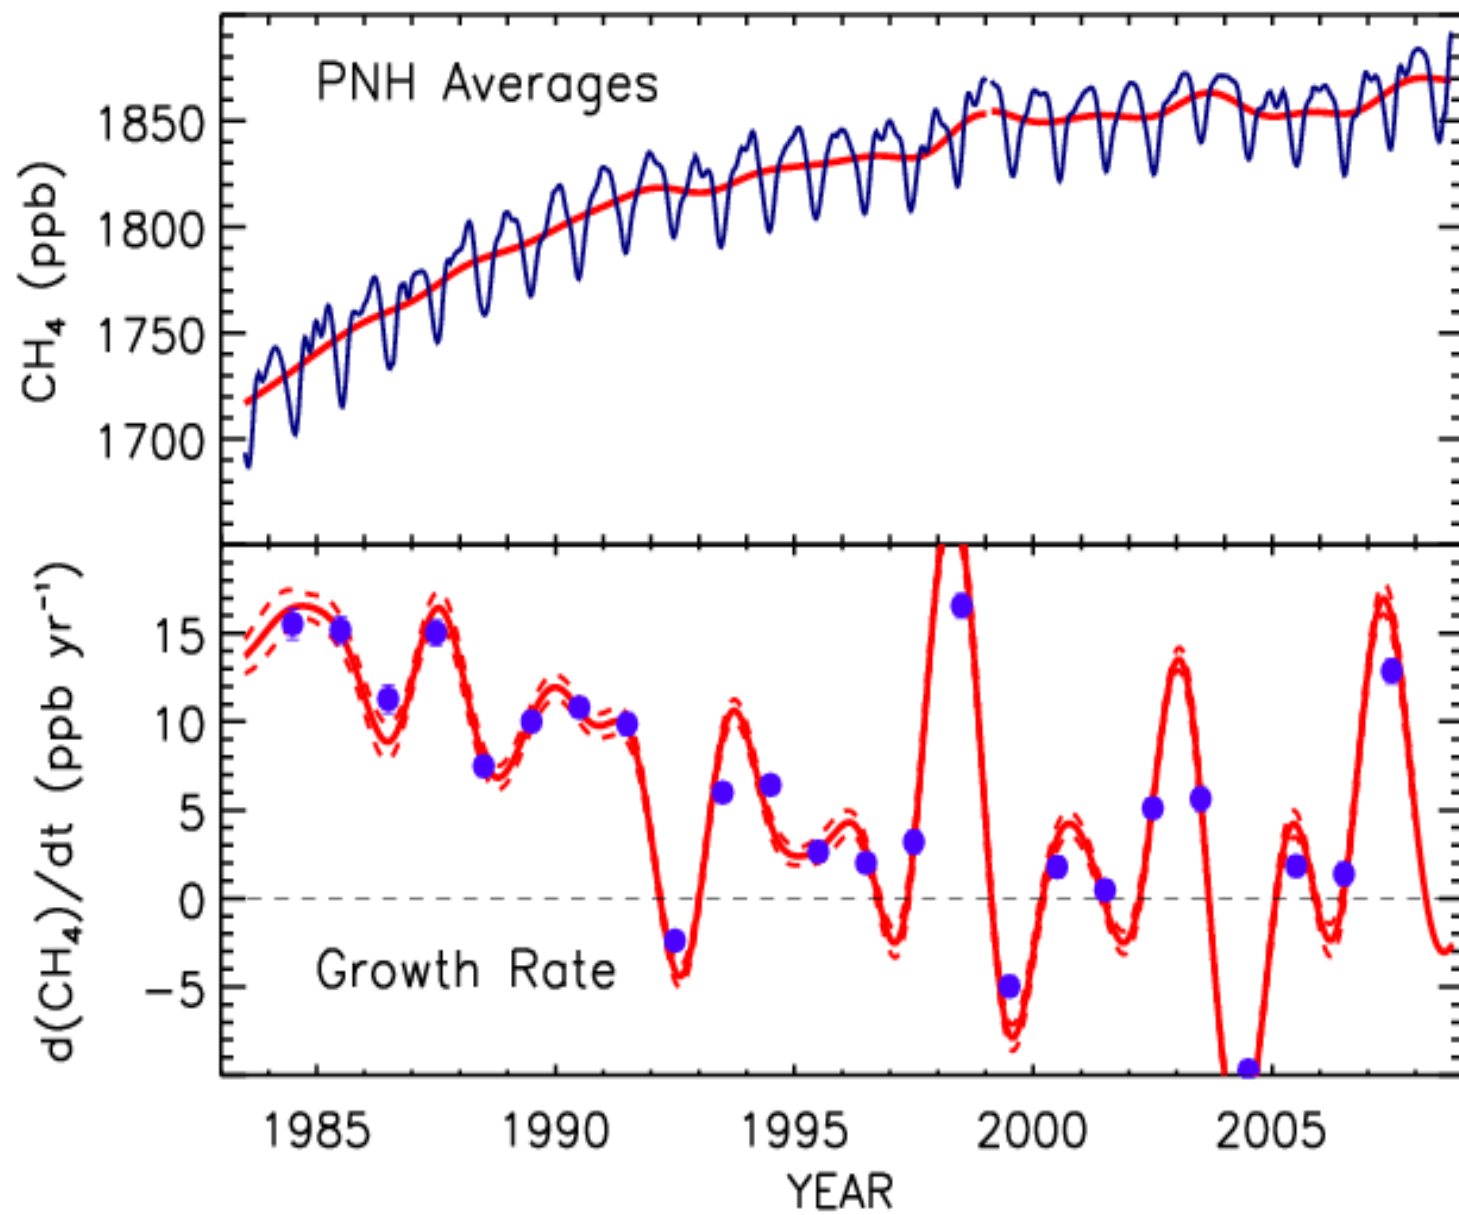 PNH Averages
1850
1800
1750
1700
CH₄ (ppb)
15
10
5
0
−5
d(CH₄)/dt (ppb yr⁻¹)
Growth Rate
1985 1990 1995 2000 2005
YEAR